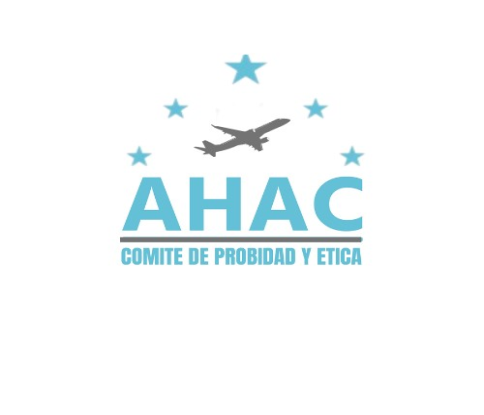 AHAC
COMITE DE PROBIDAD Y ETICA